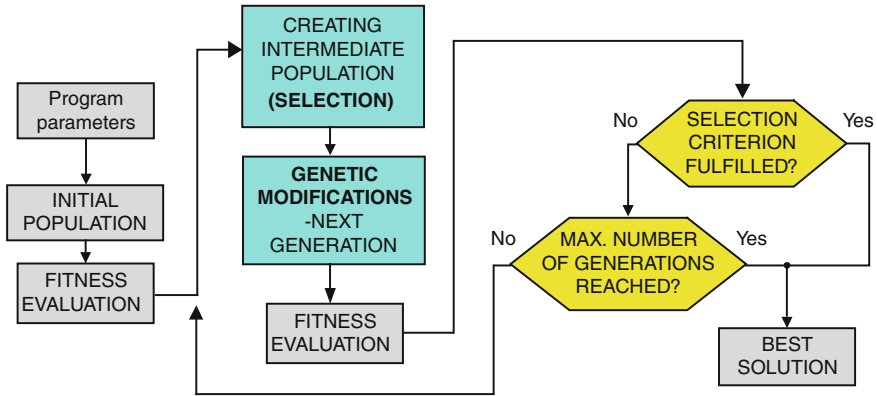 Program
parameters
INITIAL
POPULATION
FITNESS
EVALUATION
CREATING
INTERMEDIATE
POPULATION
(SELECTION)
GENETIC
MODIFICATIONS
-NEXT
GENERATION
FITNESS
EVALUATION
No
SELECTION
CRITERION
FULFILLED?
Yes
No
MAX. NUMBER
OF GENERATIONS
REACHED?
Yes
BEST
SOLUTION